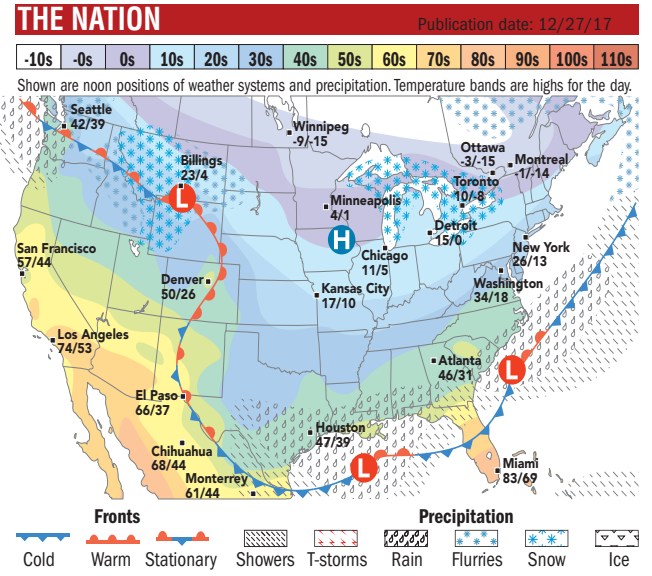 THE NATION
Publication date: 12/27/17
-10s -0s 0s 10s 20s 30s 40s 50s 60s 70s 80s 90s 100s 110s
Shown are noon positions of weather systems and precipitation. Temperature bands are highs for the day.
Seattle
42/39
Winnipeg
-9/-15
Ottawa
-3/-15
Montreal
-1/-14
Billings
23/4
Toronto
10/-8
L
Minneapolis
4/1
Detroit
15/0
H
San Francisco
57/44
Chicago
11/5
New York
26/13
Denver
50/26
Kansas City
17/10
Washington
34/18
Los Angeles
74/53
Atlanta
46/31
L
El Paso
66/37
Houston
47/39
Chihuahua
68/44
L
Miami
83/69
Monterrey
61/44
Fronts
Precipitation
Cold Warm Stationary Showers T-storms Rain Flurries Snow Ice